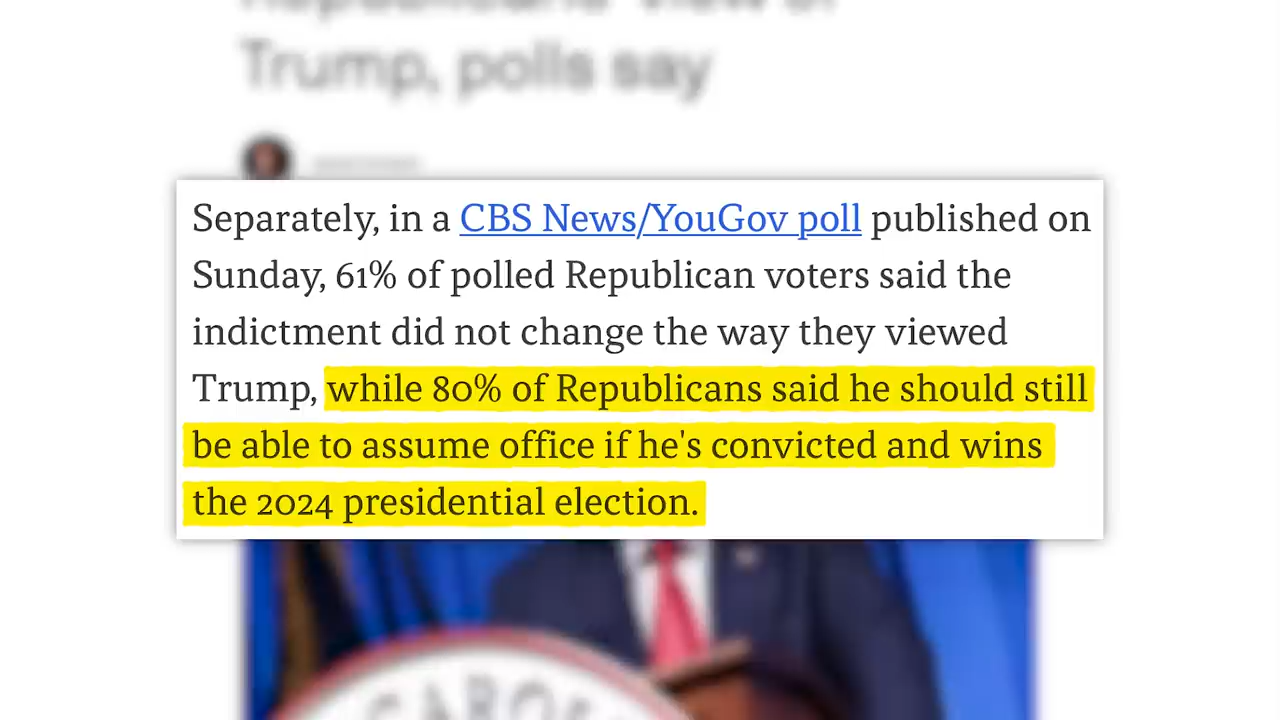 Trump, polls say
Separately, in a CBS News/YouGov poll published on
Sunday, 61% of polled Republican voters said the
indictment did not change the way they viewed
Trump, while 80% of Republicans said he should still
be able to assume office if he's convicted and wins
the 2024 presidential election.